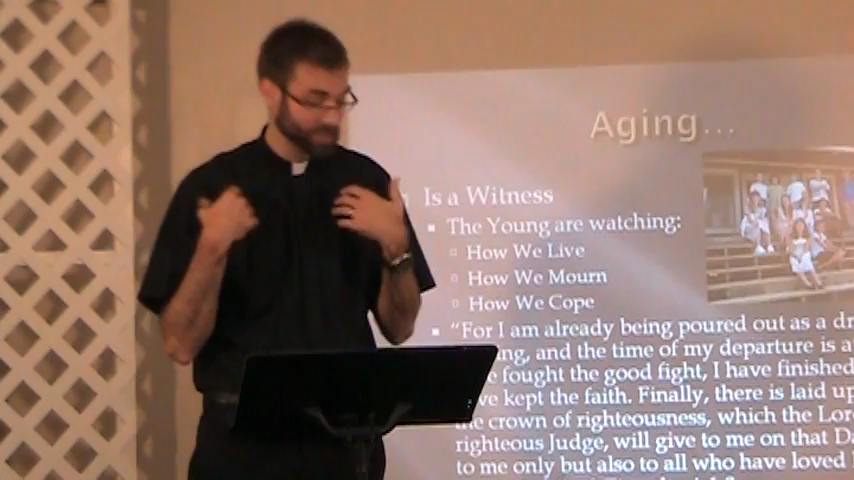 Aging...
Is a Witness
The Young are watching:
How We Live
How We Mourn
How We Cope
"For I am already being poured out as a
and the time of my departure is
fought the good fight, I have finished
kept the faith. Finally, there is laid up
the crown of righteousness, which the
righteous Judge, will give to me on that
to me only but also to all who have loved